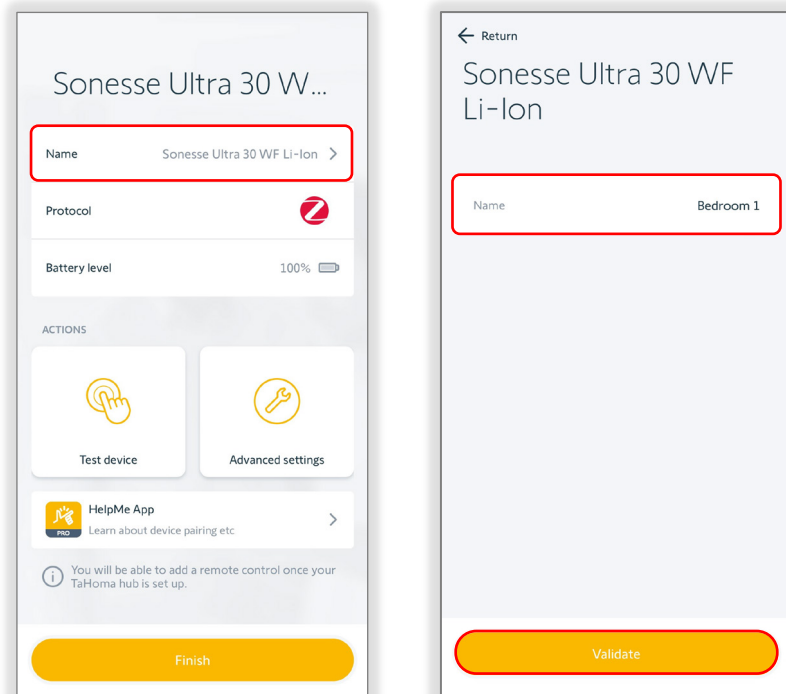 Sonesse Ultra 30 W...
Name Sonesse Ultra 30 WF Li-Ion
Protocol
Battery level 100%
ACTIONS
Test device Advanced settings
HelpMe App
PRO Learn about device pairing etc
You will be able to add a remote control once your
TaHoma hub is set up.
Finish
Return
Sonesse Ultra 30 WF
Li-Ion
Name Bedroom 1
Validate